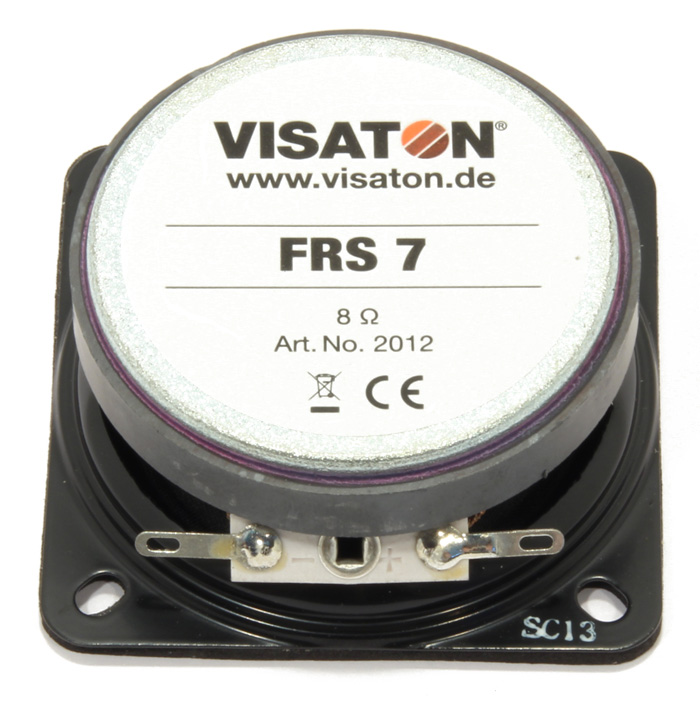 VISATON®
www.visaton.de
FRS 7
8 Ω
Art. No. 2012
CE
- +
SC13